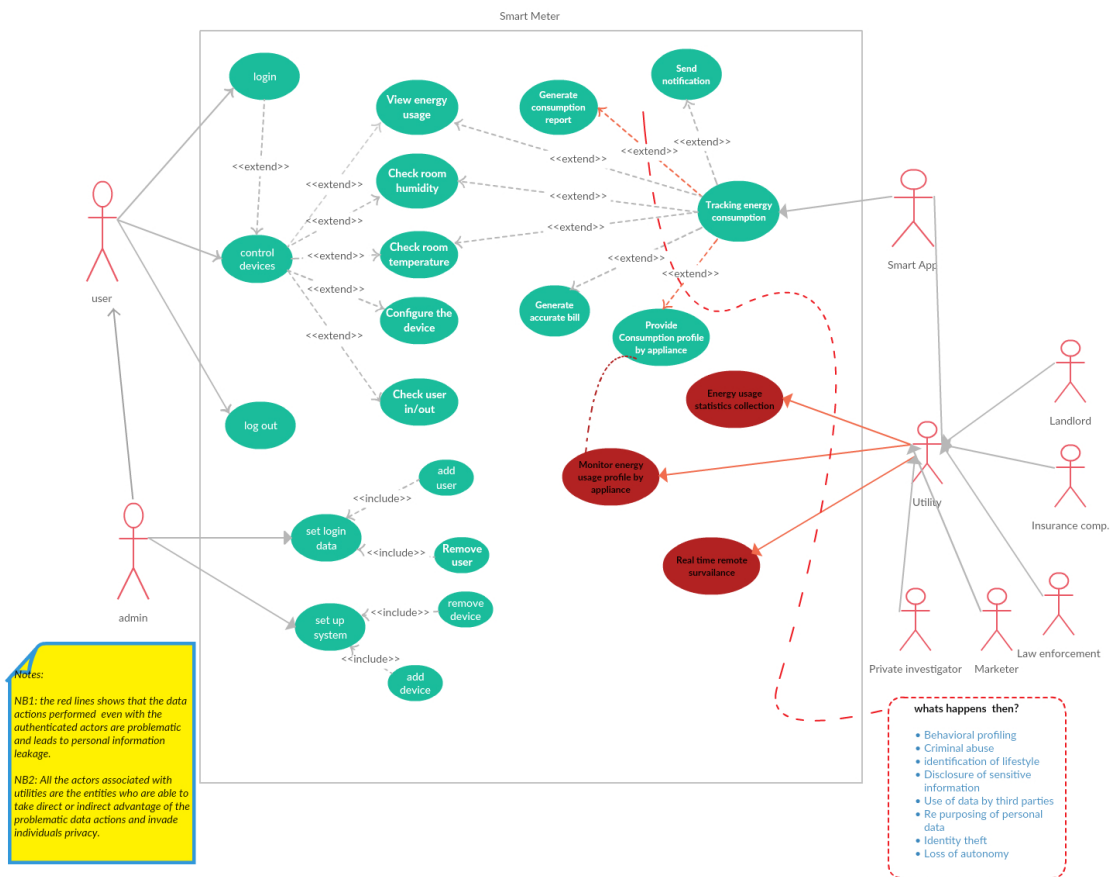 Smart Meter
login
View energy
usage
Generate
consumption
report
Send
notification
<<extend>>
<<extend>>
<<extend>>
<<extend>>
<<extend>>
Check room
humidity
<<extend>>
Tracking energy
consumption
<<extend>>
<<extend>>
user
control
devices
<<extend>>
Check room
temperature
<<extend>>
<<extend>>
Smart App
<<extend>>
Generate
accurate bill
Configure the
device
<<extend>>
Provide
Consumption profile
by appliance
Energy usage
statistics collection
Check user
in/out
log out
Landlord
Monitor energy
usage profile by
appliance
add
user
<<include>>
Utility
Insurance comp.
set login
data
<<include>>
Remove
user
Real time remote
survailance
admin
set up
system
<<include>>
remove
device
<<include>>
add
device
Private investigator
Marketer
Law enforcement
Notes:
NB1: the red lines shows that the data
actions performed even with the
authenticated actors are problematic
and leads to personal information
leakage.
NB2: All the actors associated with
utilities are the entities who are able to
take direct or indirect advantage of the
problematic data actions and invade
individuals privacy.
whats happens then?
• Behavioral profiling
• Criminal abuse
• identification of lifestyle
• Disclosure of sensitive
information
• Use of data by third parties
• Re purposing of personal
data
• Identity theft
• Loss of autonomy